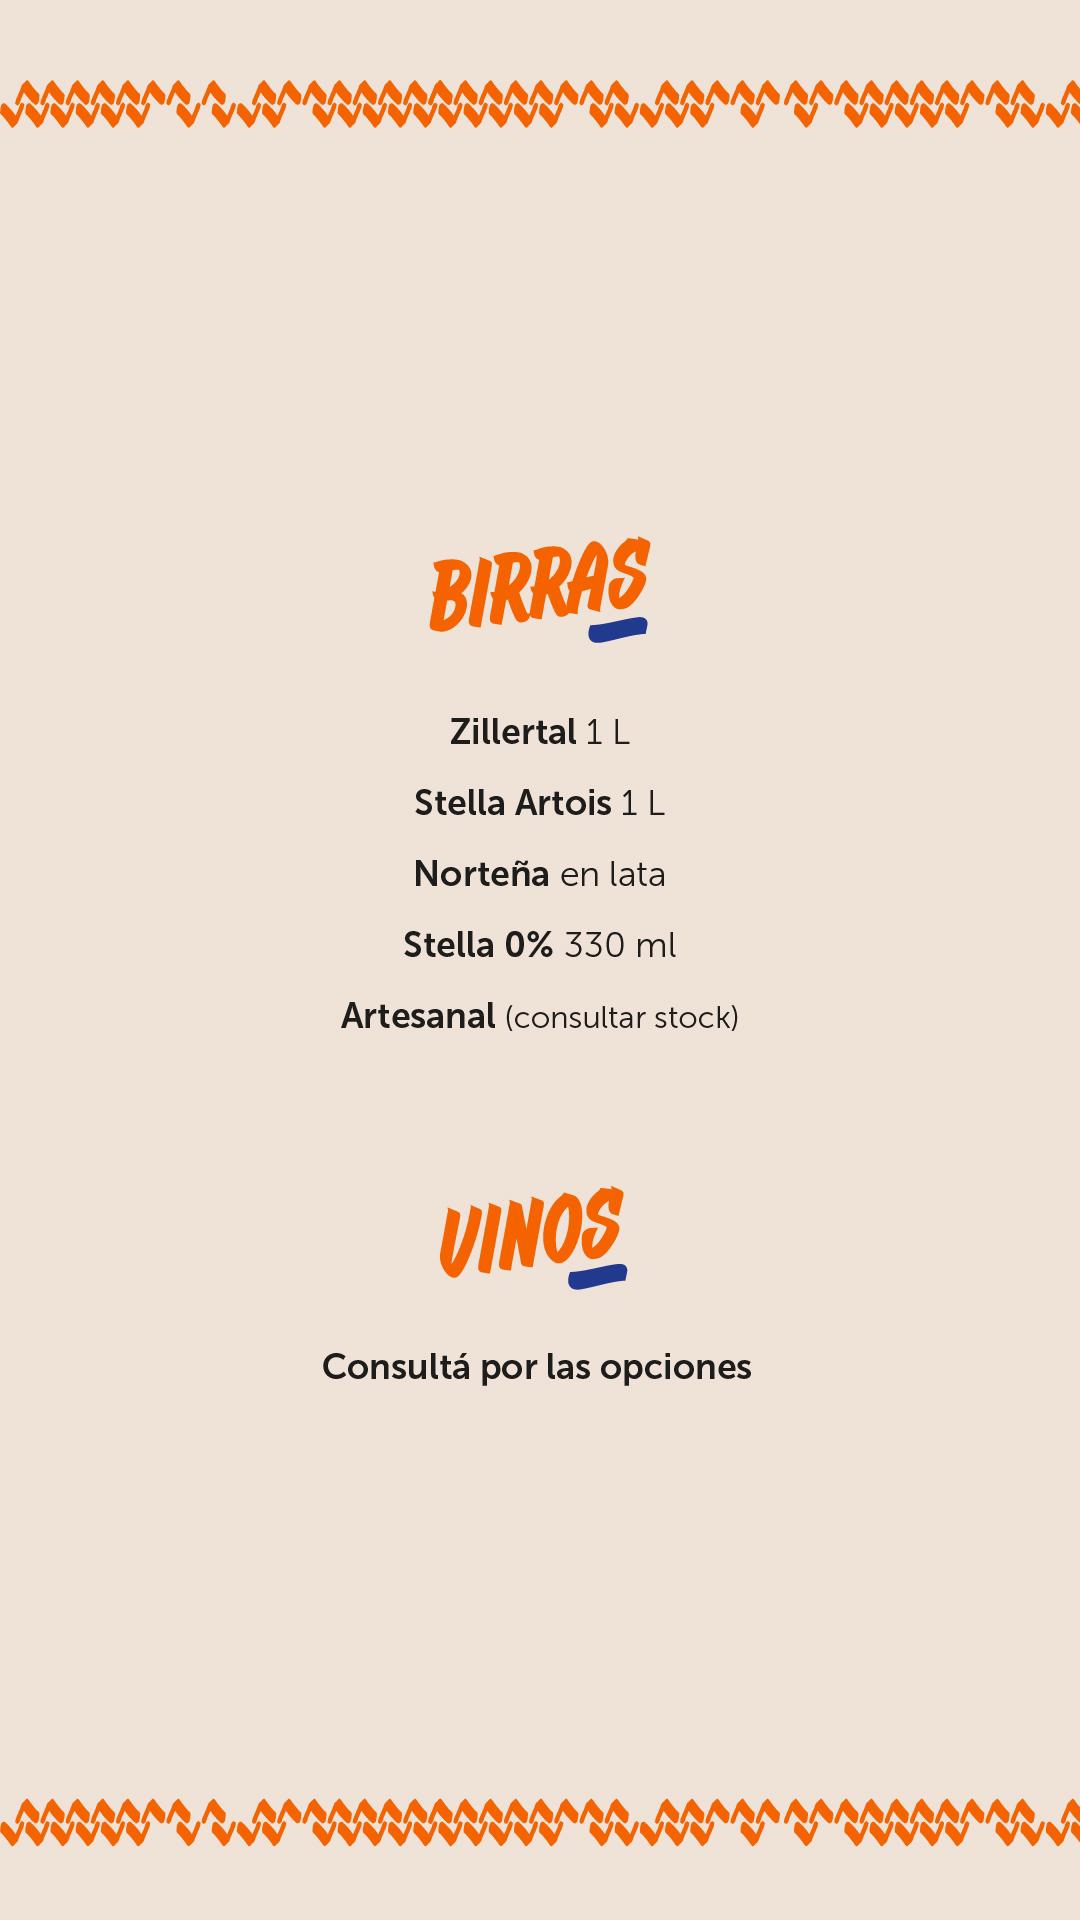 BIRRAS
Zillertal 1 L
Stella Artois 1 L
Norteña en lata
Stella 0% 330 ml
Artesanal (consultar stock)
VINOS
Consultá por las opciones